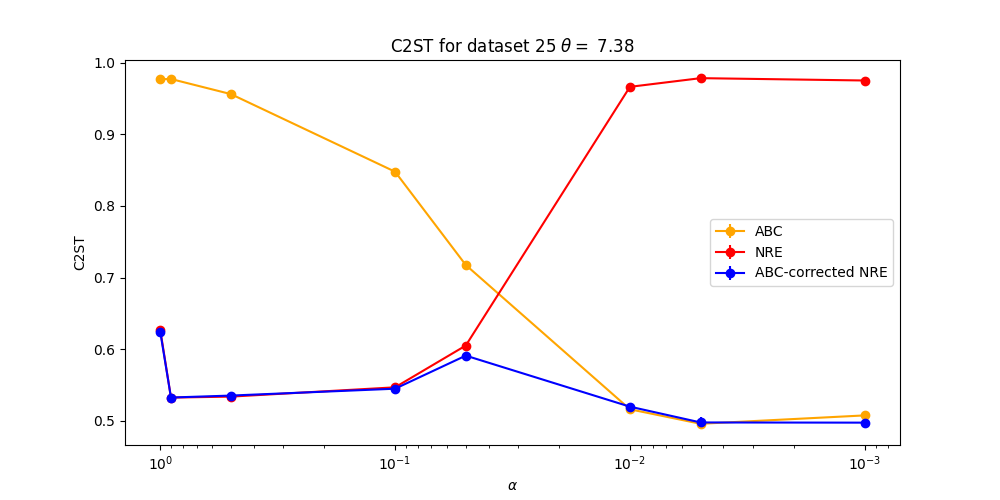 C2ST for dataset 25 θ = 7.38
C2ST
1.0
0.9
0.8
0.7
0.6
0.5
ABC
NRE
ABC-corrected NRE
10⁰ 10⁻¹ 10⁻² 10⁻³
α